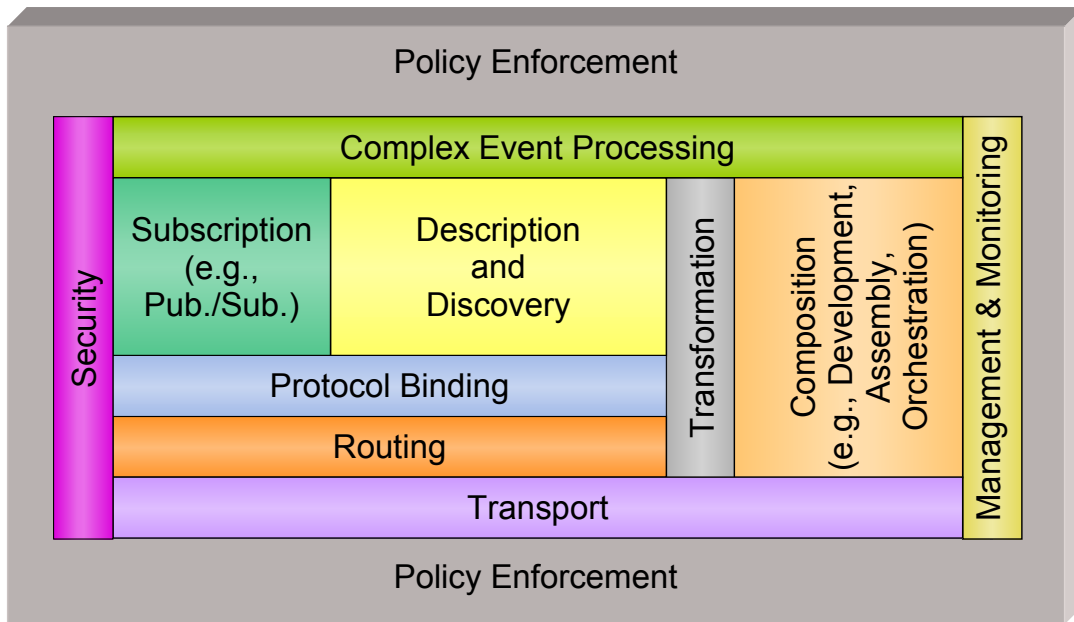 Policy Enforcement
Complex Event Processing
Security
Subscription
(e.g.,
Pub./Sub.)
Description
and
Discovery
Transformation
Composition
(e.g., Development,
Assembly,
Orchestration)
Management & Monitoring
Protocol Binding
Routing
Transport
Policy Enforcement